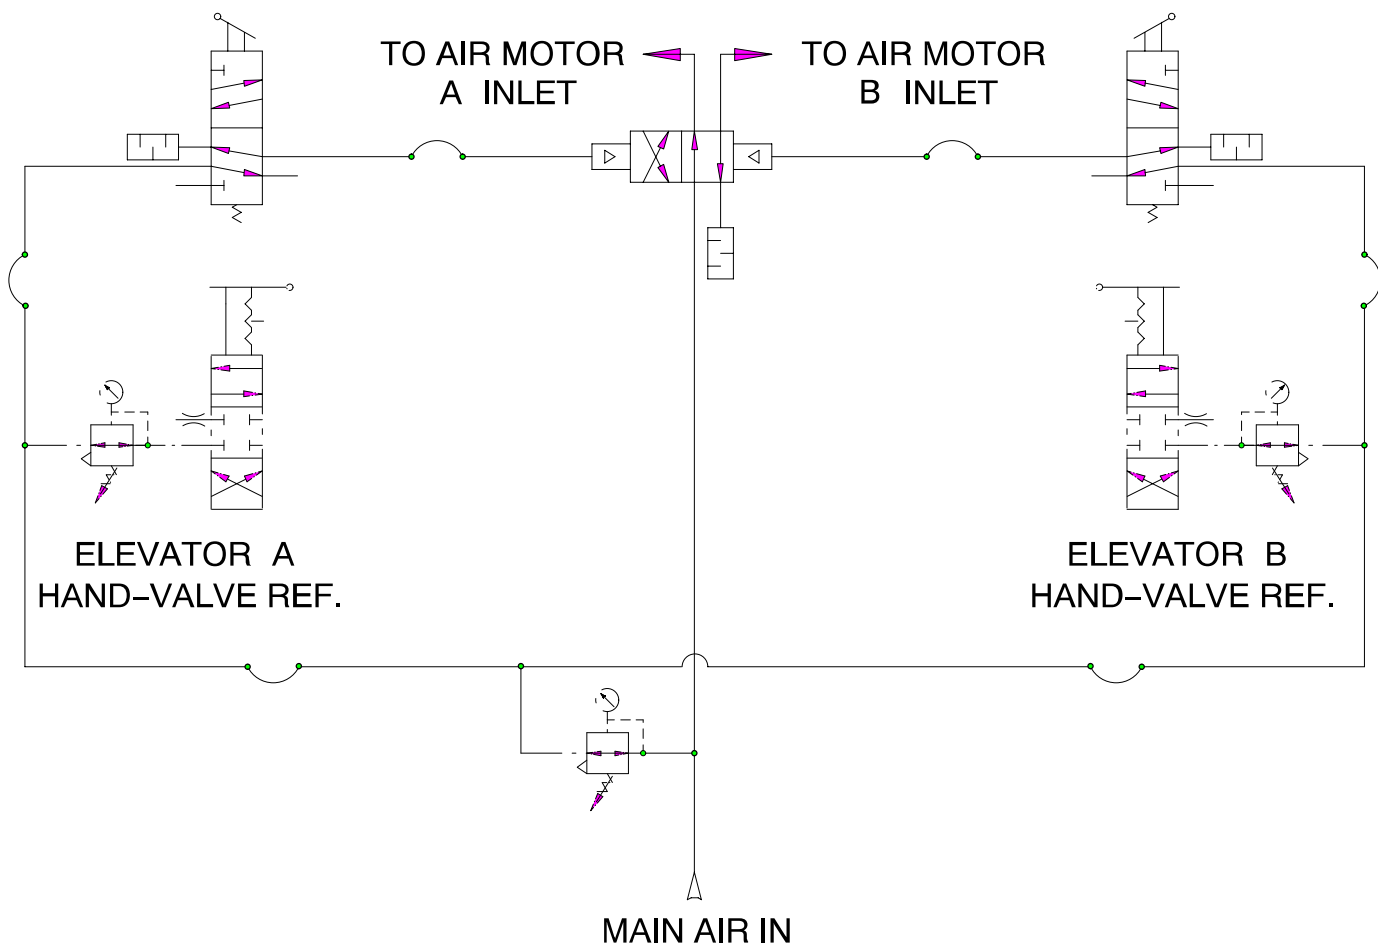 TO AIR MOTOR
A INLET
TO AIR MOTOR
B INLET
ELEVATOR A
HAND–VALVE REF.
ELEVATOR B
HAND–VALVE REF.
MAIN AIR IN